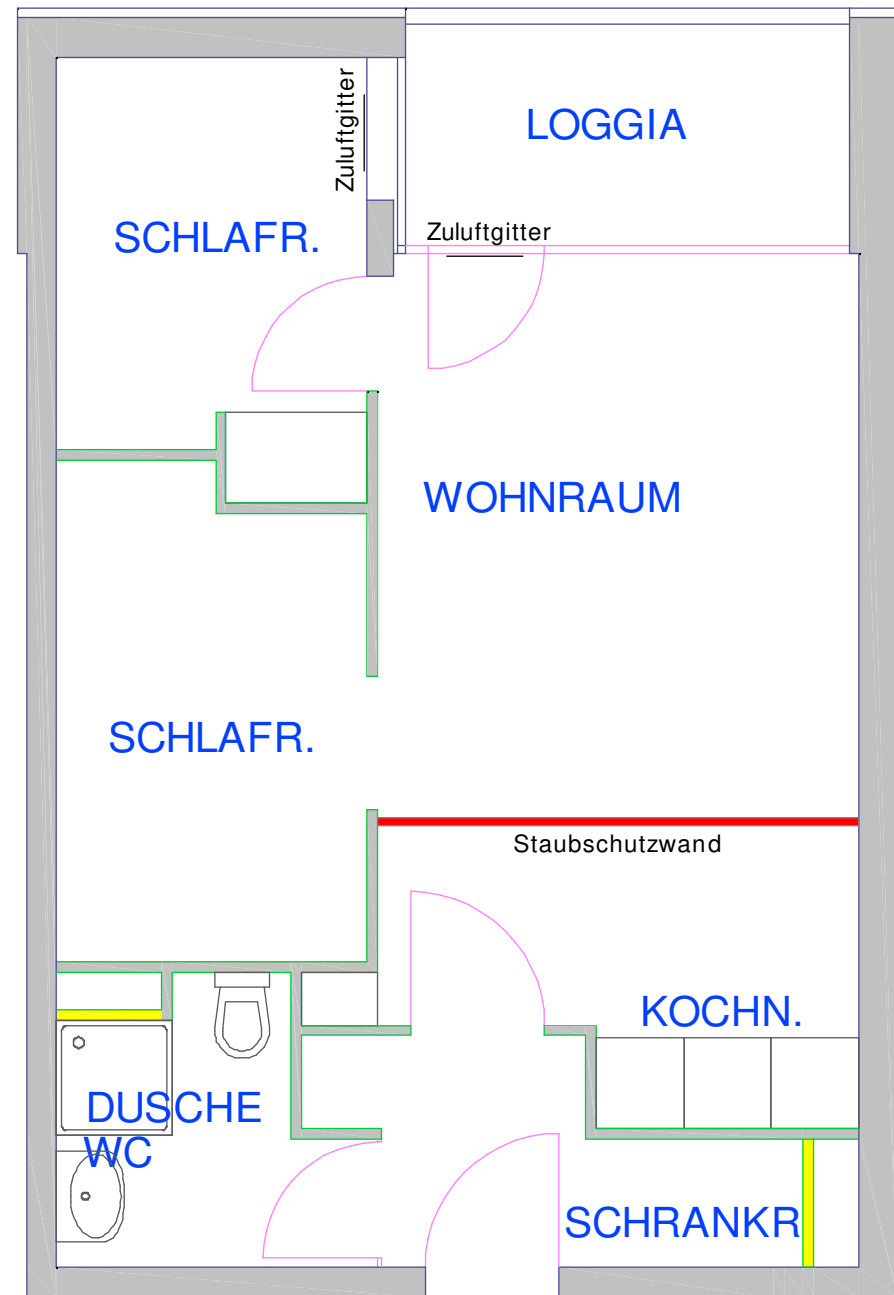 Zuluftgitter
LOGGIA
SCHLAFR.
Zuluftgitter
WOHNRAUM
SCHLAFR.
Staubschutzwand
KOCHN.
DUSCHE
WC
SCHRANKR